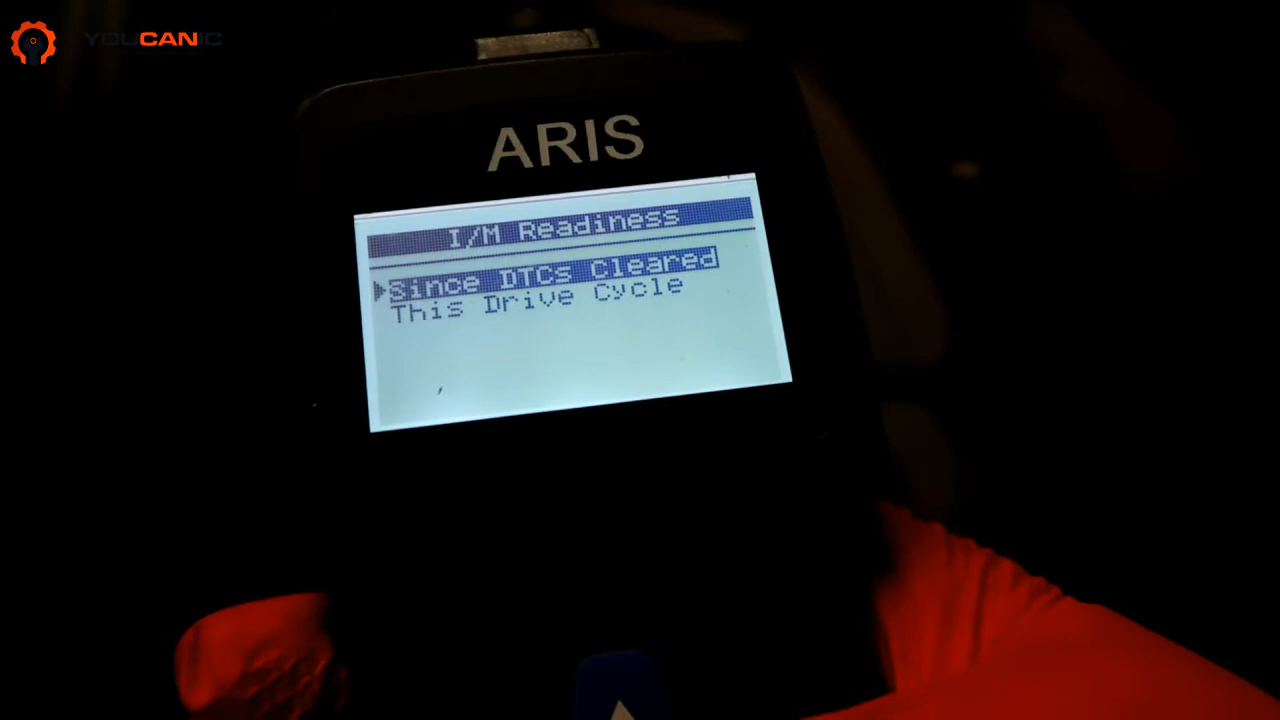 YOUCANIC
ARIS
I/M Readiness
Since DTCs Cleared
This Drive Cycle